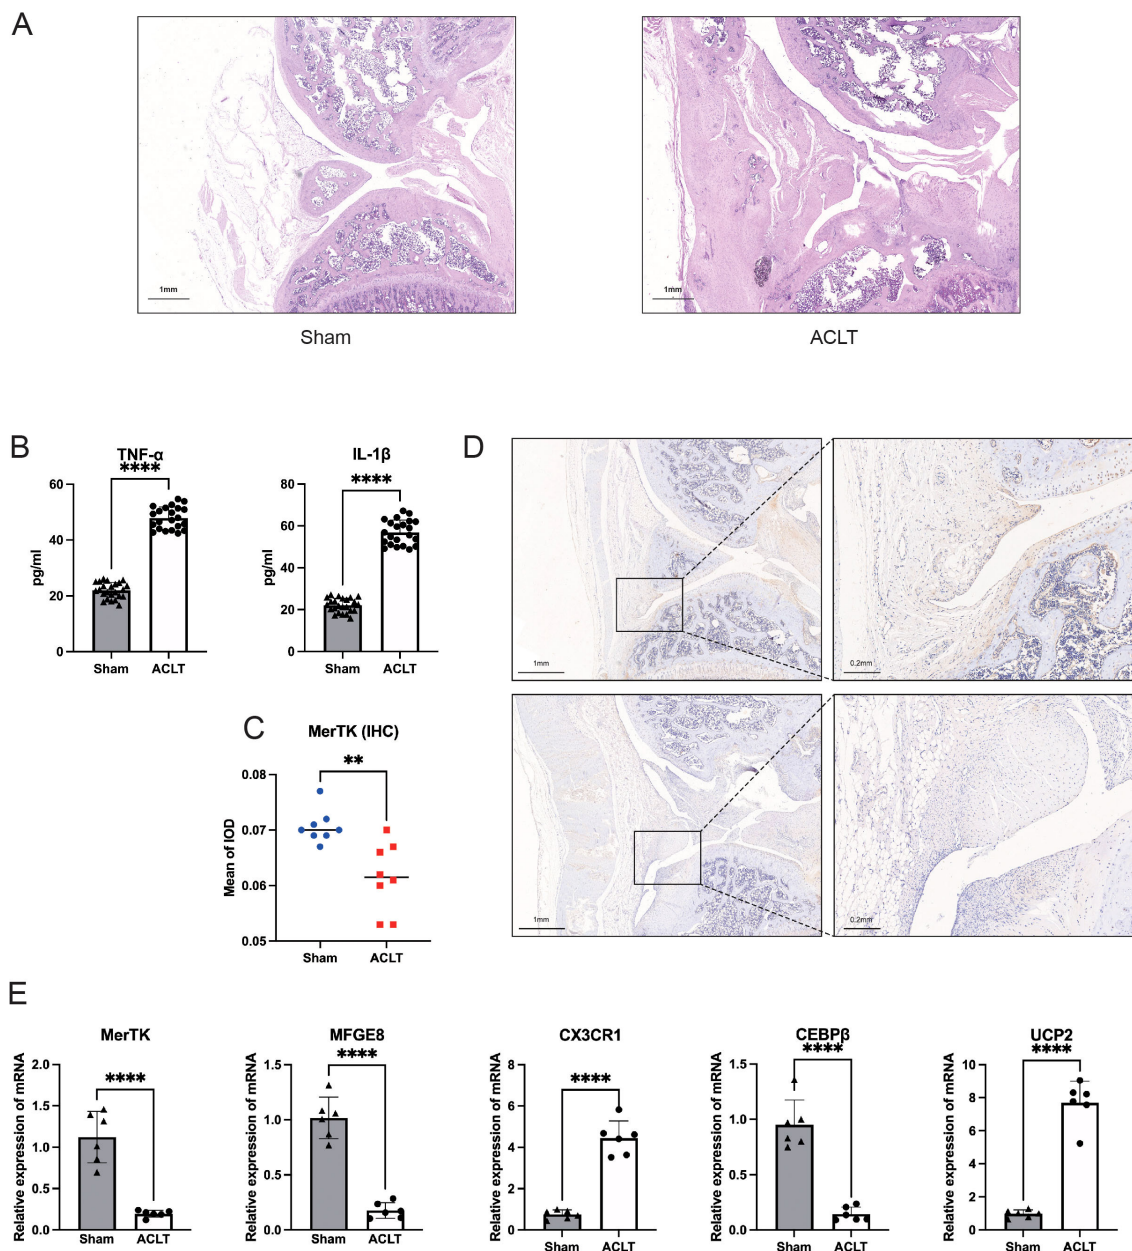 A
1mm
1mm
Sham
ACLT
B
TNF-α
****
pg/ml
60
40
20
0
Sham
ACLT
IL-1β
****
pg/ml
80
60
40
20
0
Sham
ACLT
C
MerTK (IHC)
**
Mean of IOD
0.08
0.07
0.06
0.05
Sham
ACLT
D
1mm
0.2mm
1mm
0.2mm
E
MerTK
****
Relative expression of mRNA
2.0
1.5
1.0
0.5
0.0
Sham
ACLT
MFGE8
****
Relative expression of mRNA
1.5
1.0
0.5
0.0
Sham
ACLT
CX3CR1
****
Relative expression of mRNA
8
6
4
2
0
Sham
ACLT
CEBPβ
****
Relative expression of mRNA
1.5
1.0
0.5
0.0
Sham
ACLT
UCP2
****
Relative expression of mRNA
10
8
6
4
2
0
Sham
ACLT